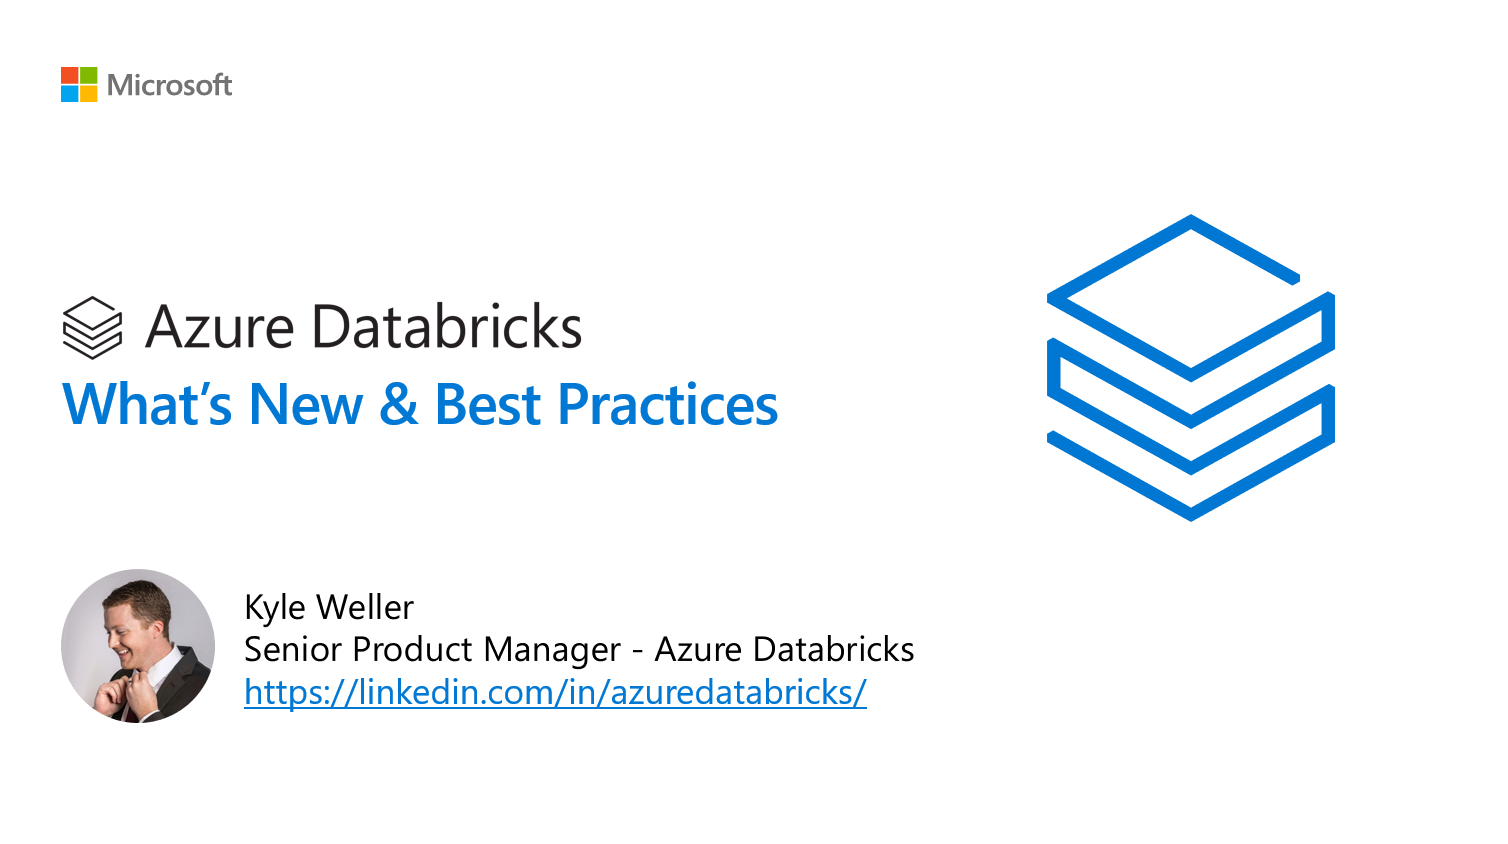 Microsoft
Azure Databricks
What’s New & Best Practices
Kyle Weller
Senior Product Manager - Azure Databricks
https://linkedin.com/in/azuredatabricks/